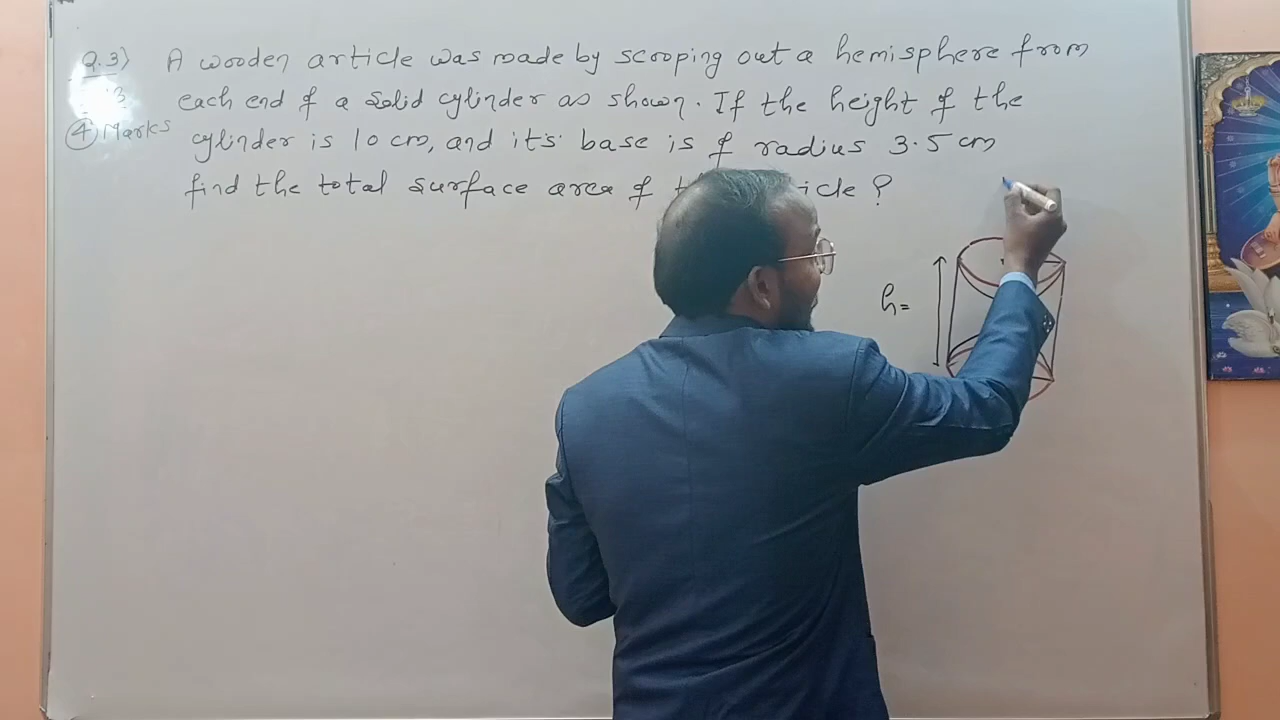 Q.3) A wooden article was made by scooping out a hemisphere from
each end of a solid cylinder as shown. If the height of the
④ Marks cylinder is 10 cm, and it's base is of radius 3.5 cm
find the total surface area of ?
h=